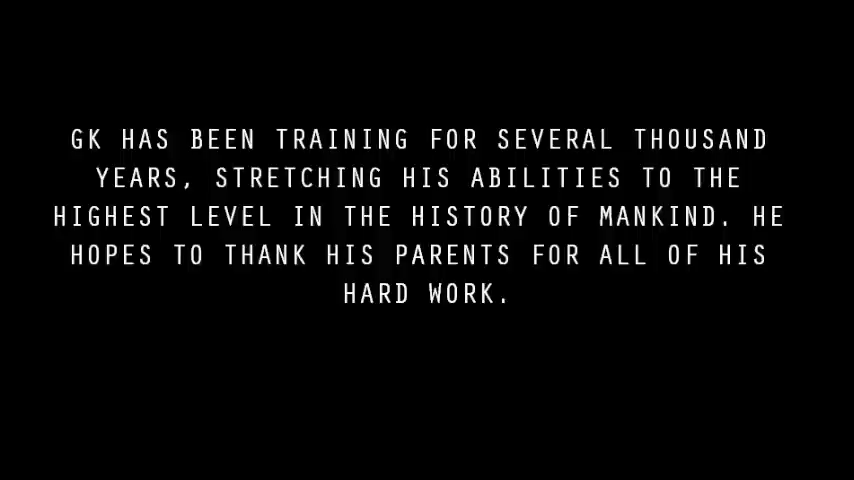 GK HAS BEEN TRAINING FOR SEVERAL THOUSAND
YEARS, STRETCHING HIS ABILITIES TO THE
HIGHEST LEVEL IN THE HISTORY OF MANKIND. HE
HOPES TO THANK HIS PARENTS FOR ALL OF HIS
HARD WORK.